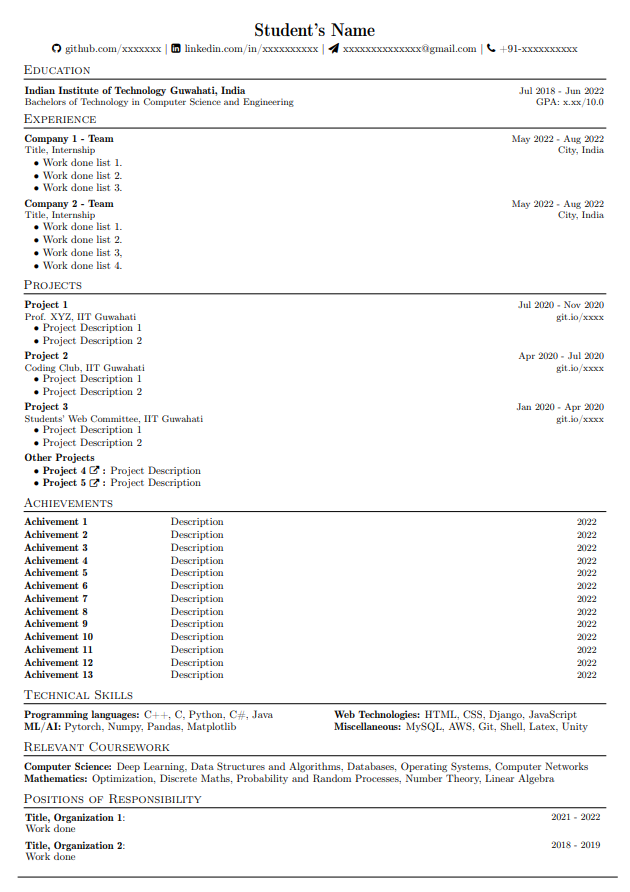 Student's Name
github.com/xxxxxxx | linkedin.com/in/xxxxxxxxxx | xxxxxxxxxxxxxx@gmail.com | +91-xxxxxxxxxx
Education
Indian Institute of Technology Guwahati, India Jul 2018 - Jun 2022
Bachelors of Technology in Computer Science and Engineering GPA: x.xx/10.0
Experience
Company 1 - Team May 2022 - Aug 2022
Title, Internship City, India
• Work done list 1.
• Work done list 2.
• Work done list 3.
Company 2 - Team May 2022 - Aug 2022
Title, Internship City, India
• Work done list 1.
• Work done list 2.
• Work done list 3,
• Work done list 4.
Projects
Project 1 Jul 2020 - Nov 2020
Prof. XYZ, IIT Guwahati git.io/xxxx
• Project Description 1
• Project Description 2
Project 2 Apr 2020 - Jul 2020
Coding Club, IIT Guwahati git.io/xxxx
• Project Description 1
• Project Description 2
Project 3 Jan 2020 - Apr 2020
Students' Web Committee, IIT Guwahati git.io/xxxx
• Project Description 1
• Project Description 2
Other Projects
• Project 4 : Project Description
• Project 5 : Project Description
Achievements
Achivement 1 Description 2022
Achivement 2 Description 2022
Achivement 3 Description 2022
Achivement 4 Description 2022
Achivement 5 Description 2022
Achivement 6 Description 2022
Achivement 7 Description 2022
Achivement 8 Description 2022
Achivement 9 Description 2022
Achivement 10 Description 2022
Achivement 11 Description 2022
Achivement 12 Description 2022
Achivement 13 Description 2022
Technical Skills
Programming languages: C++, C, Python, C#, Java Web Technologies: HTML, CSS, Django, JavaScript
ML/AI: Pytorch, Numpy, Pandas, Matplotlib Miscellaneous: MySQL, AWS, Git, Shell, Latex, Unity
Relevant Coursework
Computer Science: Deep Learning, Data Structures and Algorithms, Databases, Operating Systems, Computer Networks
Mathematics: Optimization, Discrete Maths, Probability and Random Processes, Number Theory, Linear Algebra
Positions of Responsibility
Title, Organization 1: 2021 - 2022
Work done
Title, Organization 2: 2018 - 2019
Work done